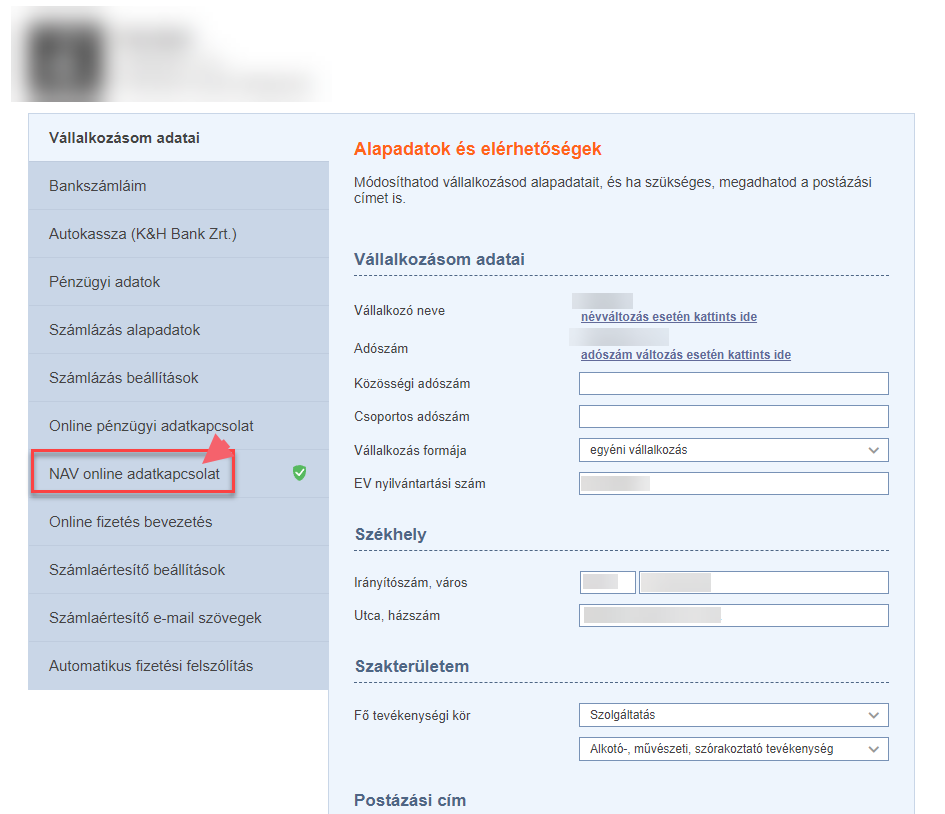 Vállalkozásom adatai
Bankszámláim
Autokassza (K&H Bank Zrt.)
Pénzügyi adatok
Számlázás alapadatok
Számlázás beállítások
Online pénzügyi adatkapcsolat
NAV online adatkapcsolat
Online fizetés bevezetés
Számlaértesítő beállítások
Számlaértesítő e-mail szövegek
Automatikus fizetési felszólítás
Alapadatok és elérhetőségek
Módosíthatod vállalkozásod alapadatait, és ha szükséges, megadhatod a postázási
címet is.
Vállalkozásom adatai
Vállalkozó neve
névváltozás esetén kattints ide
Adószám
adószám változás esetén kattints ide
Közösségi adószám
Csoportos adószám
Vállalkozás formája egyéni vállalkozás
EV nyilvántartási szám
Székhely
Irányítószám, város
Utca, házszám
Szakterületem
Fő tevékenységi kör Szolgáltatás
Alkotó-, művészeti, szórakoztató tevékenység
Postázási cím